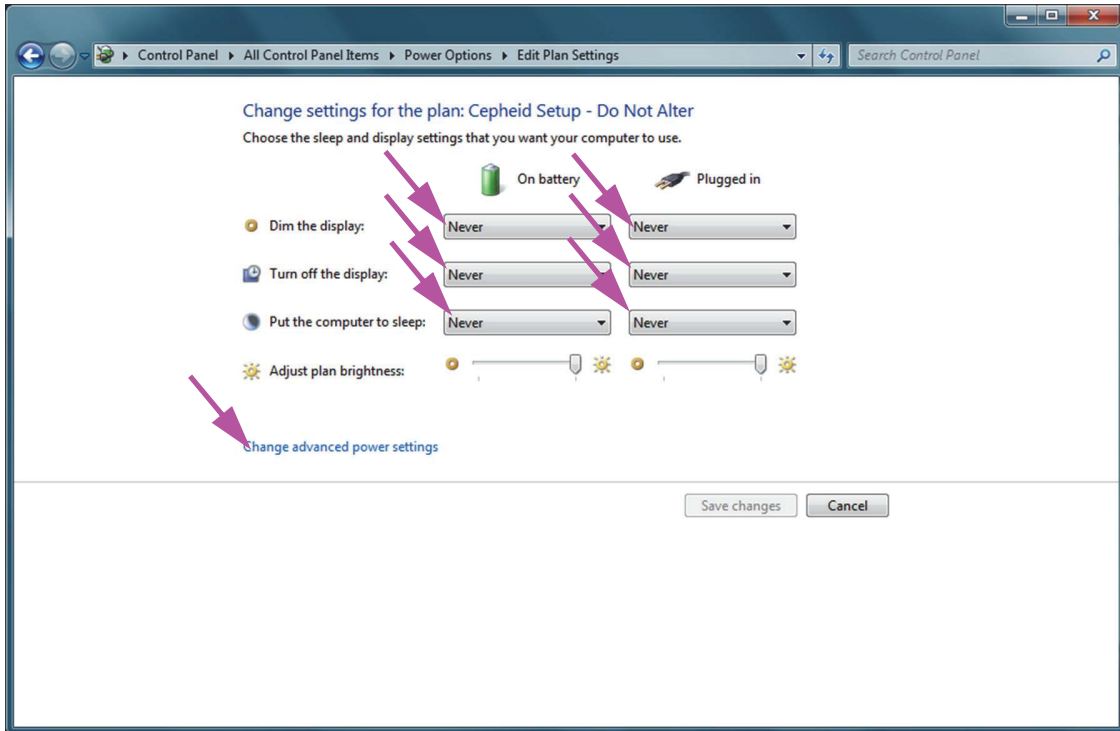 Control Panel ▸ All Control Panel Items ▸ Power Options ▸ Edit Plan Settings
Search Control Panel
Change settings for the plan: Cepheid Setup - Do Not Alter
Choose the sleep and display settings that you want your computer to use.
On battery Plugged in
Dim the display: Never Never
Turn off the display: Never Never
Put the computer to sleep: Never Never
Adjust plan brightness:
Change advanced power settings
Save changes Cancel